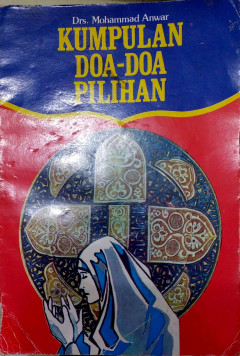 Drs. Mohammad Anwar
KUMPULAN
DOA-DOA
PILIHAN